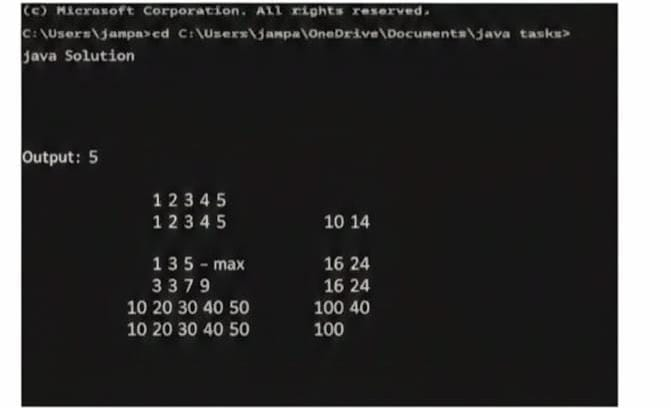 (c) Microsoft Corporation. All rights reserved.
C:\Users\jampa>cd C:\Users\jampa\OneDrive\Documents\java tasks>
java Solution
Output: 5
1 2 3 4 5
1 2 3 4 5 10 14
1 3 5 - max 16 24
3 3 7 9 16 24
10 20 30 40 50 100 40
10 20 30 40 50 100